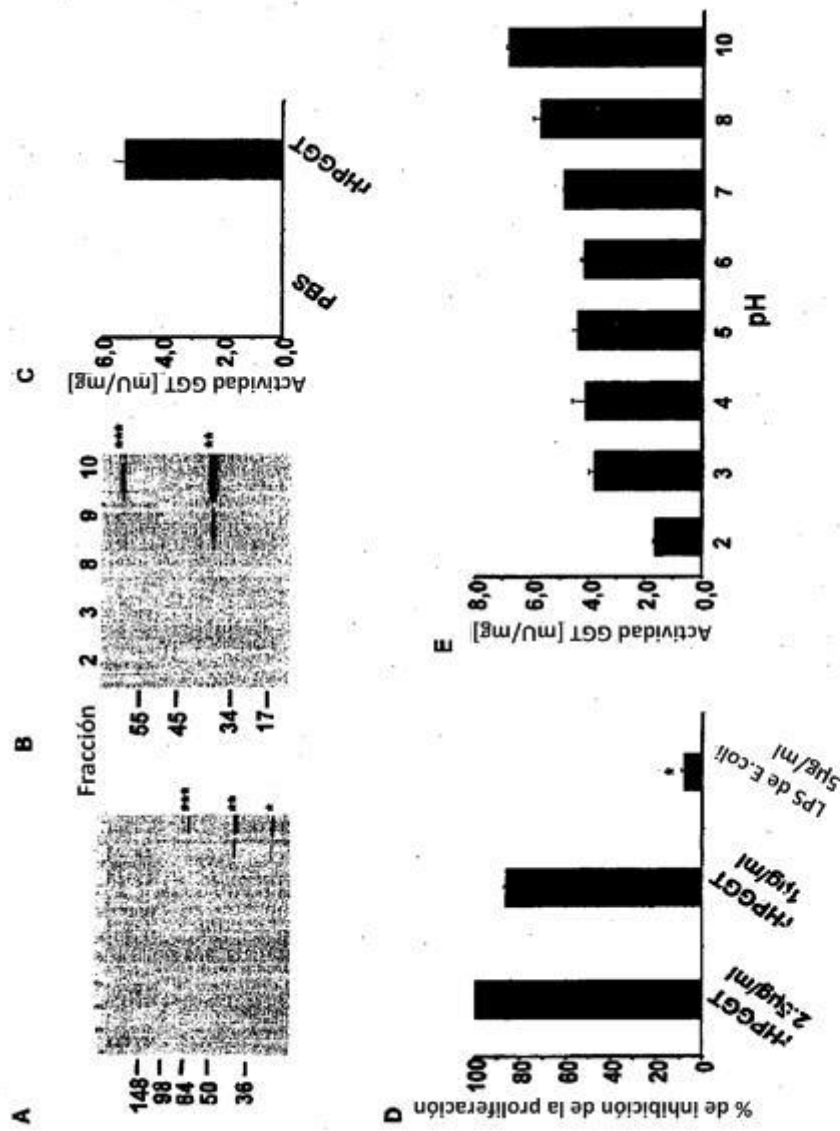 A
148
98
64
50
36
***
**
*
Fracción
B
2 3 8 9 10
55
45
34
17
***
**
C
Actividad GGT [mU/mg]
6,0
4,0
2,0
0,0
PBS
rHPGGT
D
% de inhibición de la proliferación
100
80
60
40
20
0
rHPGGT
2.5µg/ml
rHPGGT
1µg/ml
*
LPS de E.coli
5µg/ml
E
Actividad GGT [mU/mg]
8,0
6,0
4,0
2,0
0,0
2 3 4 5 6 7 8 10
pH